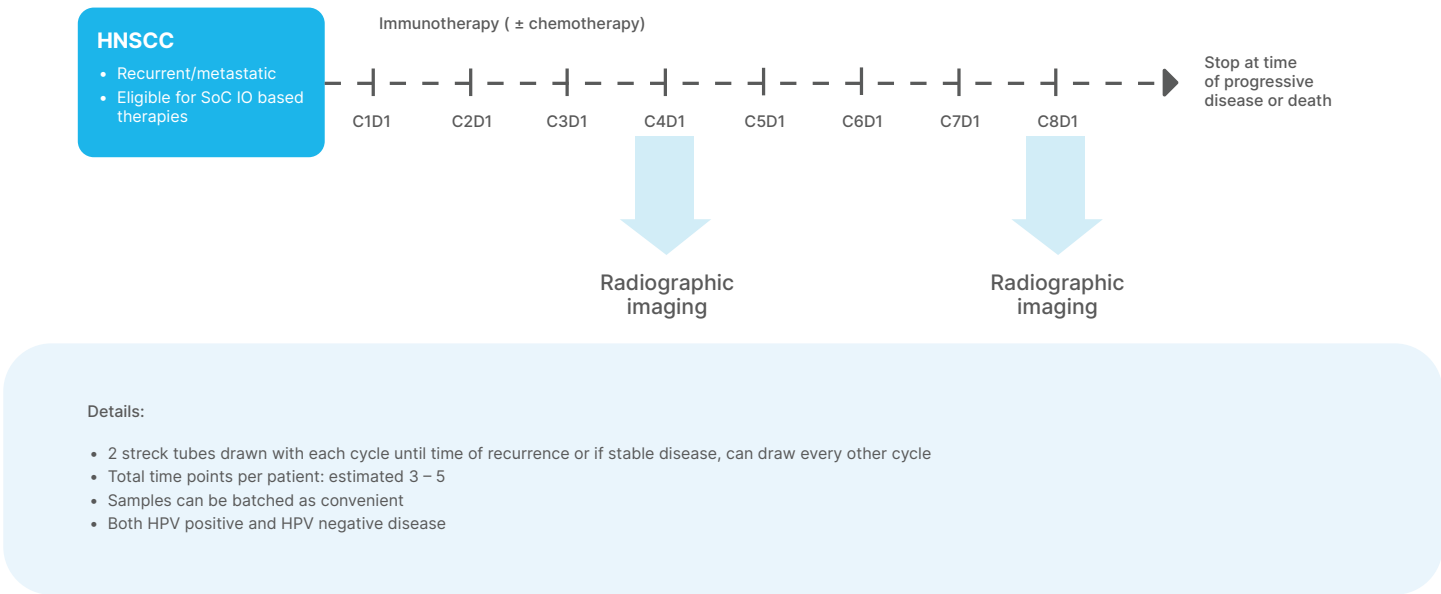 Immunotherapy ( ± chemotherapy)
HNSCC
• Recurrent/metastatic
• Eligible for SoC IO based
therapies
C1D1 C2D1 C3D1 C4D1 C5D1 C6D1 C7D1 C8D1
Stop at time
of progressive
disease or death
Radiographic
imaging
Radiographic
imaging
Details:
• 2 streck tubes drawn with each cycle until time of recurrence or if stable disease, can draw every other cycle
• Total time points per patient: estimated 3 – 5
• Samples can be batched as convenient
• Both HPV positive and HPV negative disease